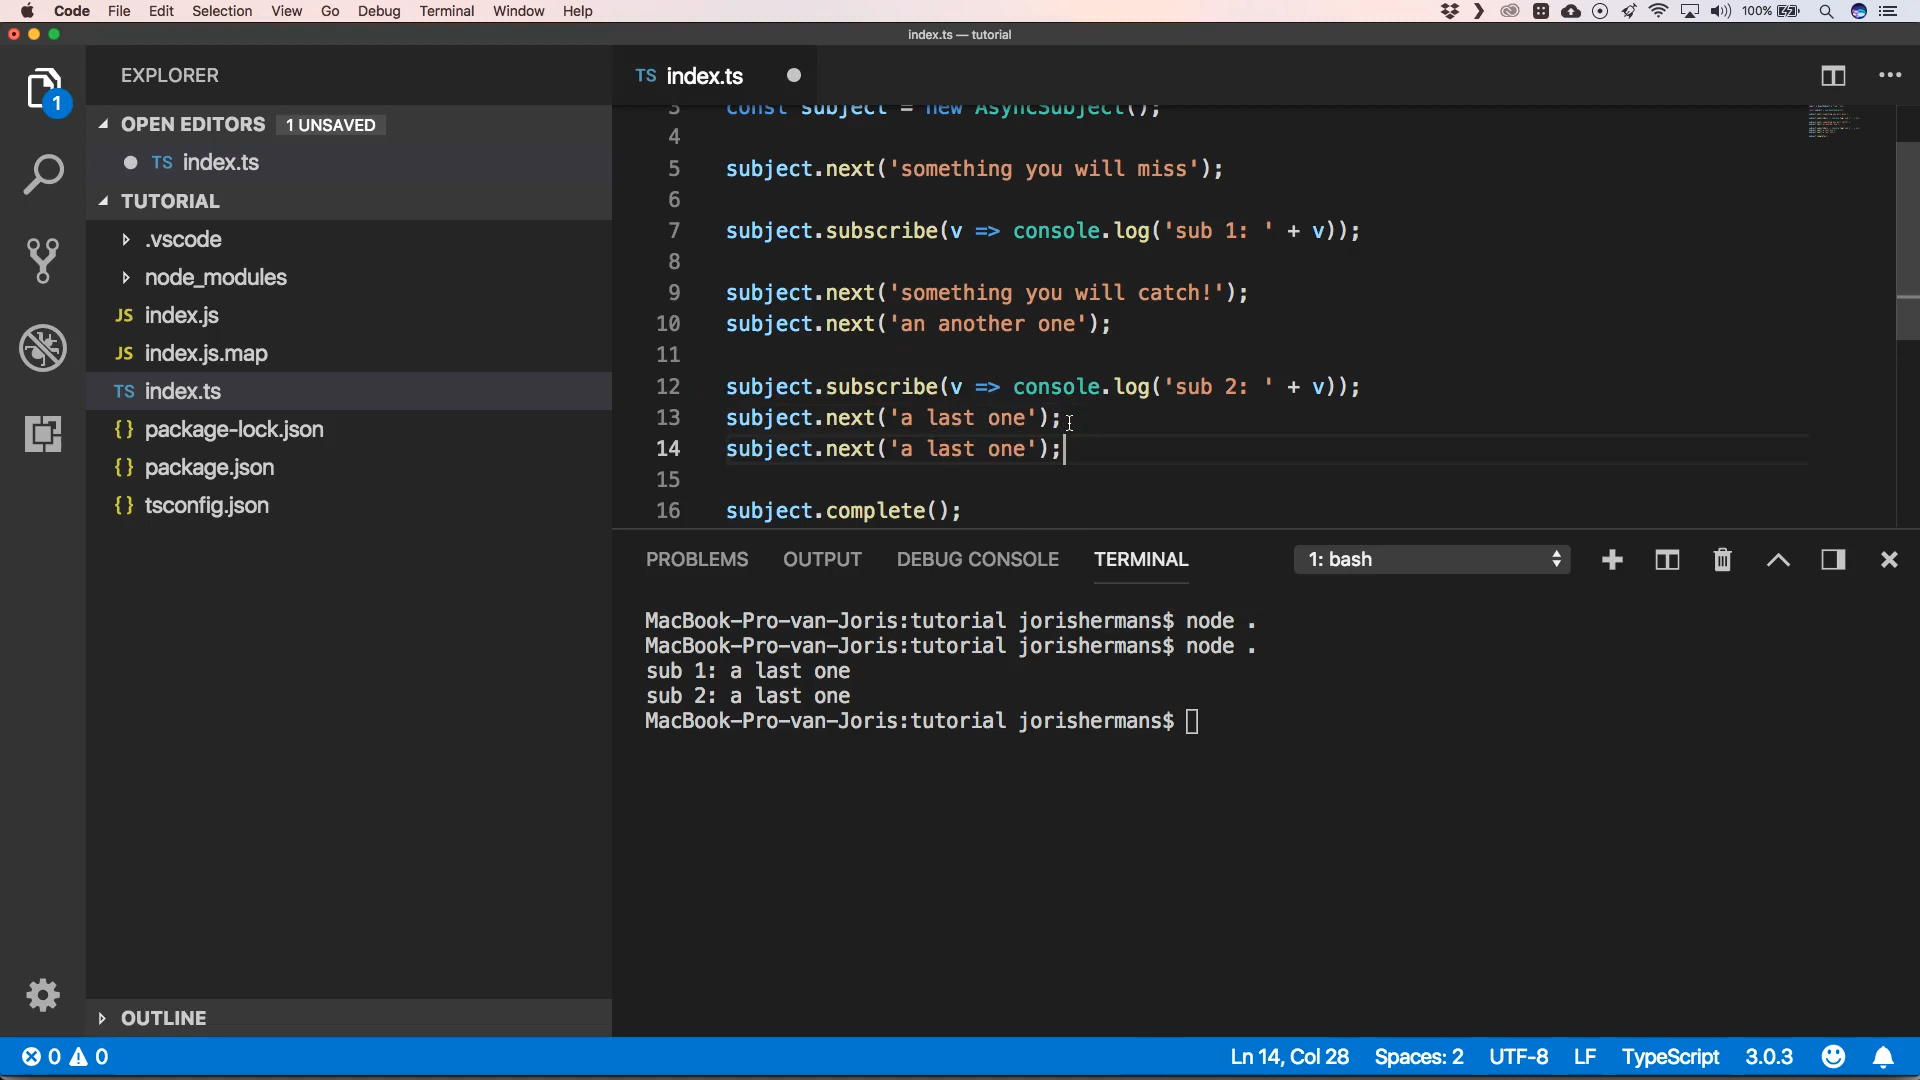 Code File Edit Selection View Go Debug Terminal Window Help 100%
index.ts — tutorial
EXPLORER
TS index.ts
1
OPEN EDITORS 1 UNSAVED
TS index.ts
TUTORIAL
.vscode
node_modules
JS index.js
JS index.js.map
TS index.ts
{} package-lock.json
{} package.json
{} tsconfig.json
OUTLINE
3 const subject = new AsyncSubject();
4
5 subject.next('something you will miss');
6
7 subject.subscribe(v => console.log('sub 1: ' + v));
8
9 subject.next('something you will catch!');
10 subject.next('an another one');
11
12 subject.subscribe(v => console.log('sub 2: ' + v));
13 subject.next('a last one');
14 subject.next('a last one');
15
16 subject.complete();
PROBLEMS OUTPUT DEBUG CONSOLE TERMINAL 1: bash
MacBook-Pro-van-Joris:tutorial jorishermans$ node .
MacBook-Pro-van-Joris:tutorial jorishermans$ node .
sub 1: a last one
sub 2: a last one
MacBook-Pro-van-Joris:tutorial jorishermans$
0 0 Ln 14, Col 28 Spaces: 2 UTF-8 LF TypeScript 3.0.3